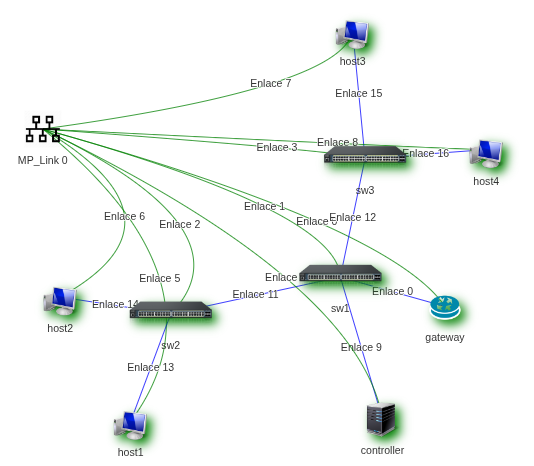 host3
Enlace 7
Enlace 15
Enlace 8
Enlace 3
Enlace 16
MP_Link 0
host4
sw3
Enlace 1
Enlace 6
Enlace 2
Enlace
Enlace 12
Enlace 5
Enlace
Enlace 11
Enlace 0
Enlace 14
sw1
host2
gateway
sw2
Enlace 9
Enlace 13
host1
controller